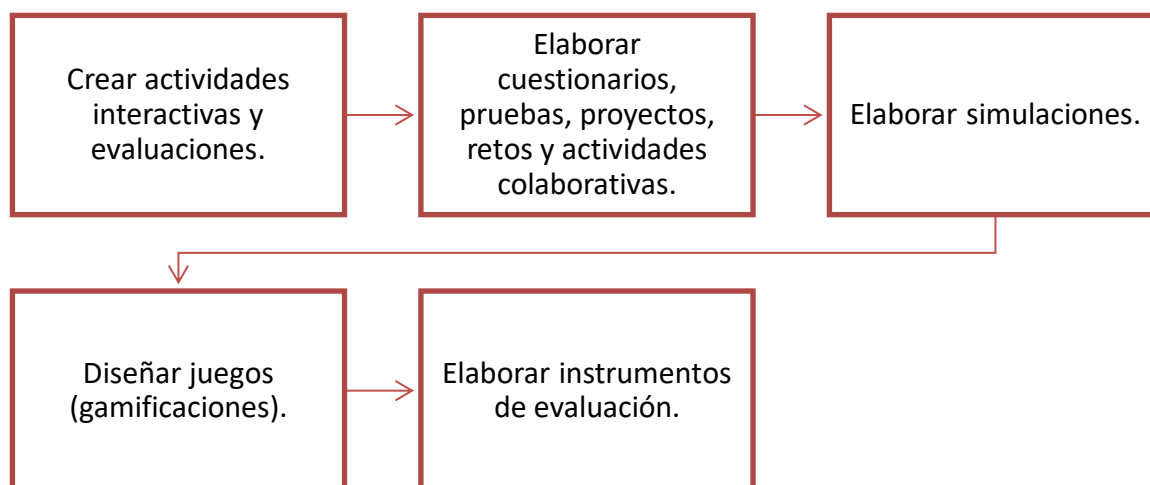 Crear actividades
interactivas y
evaluaciones.
Elaborar
cuestionarios,
pruebas, proyectos,
retos y actividades
colaborativas.
Elaborar simulaciones.
Diseñar juegos
(gamificaciones).
Elaborar instrumentos
de evaluación.